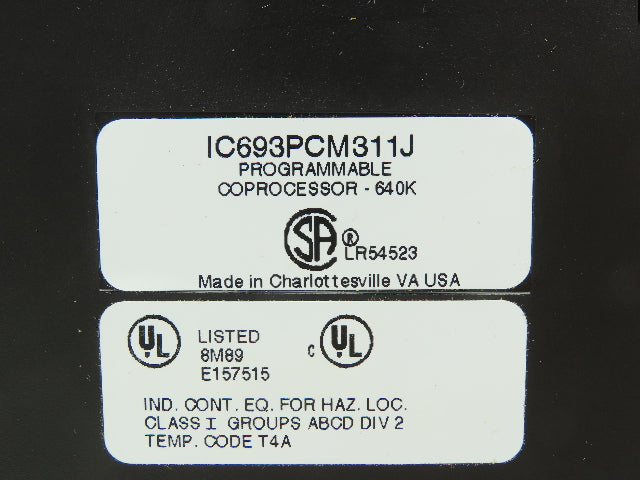 IC693PCM311J
PROGRAMMABLE
COPROCESSOR - 640K
SA ® LR54523
Made in Charlottesville VA USA
UL LISTED c UL
8M89
E157515
IND. CONT. EQ. FOR HAZ. LOC.
CLASS I GROUPS ABCD DIV 2
TEMP. CODE T4A